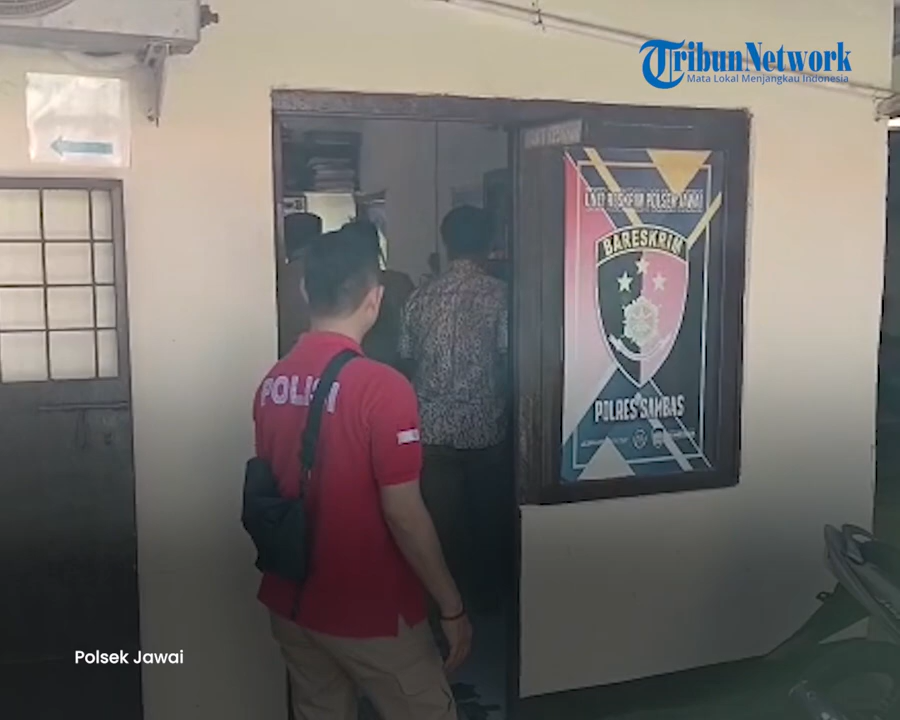 TribunNetwork
Mata Lokal Menjangkau Indonesia
UNIT RESKRIM POLSEK JAWAI
BARESKRIM
POLRES SAMBAS
POLISI
Polsek Jawai